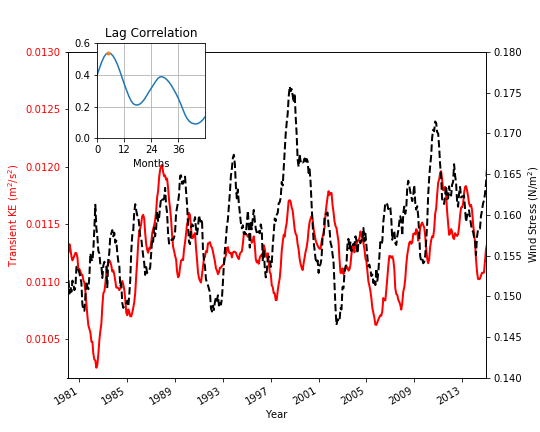 Lag Correlation
0.6
0.4
0.2
0.0
0 12 24 36
Months
0.0130
0.0125
0.0120
0.0115
0.0110
0.0105
Transient KE (m²/s²)
0.180
0.175
0.170
0.165
0.160
0.155
0.150
0.145
0.140
Wind Stress (N/m²)
1981 1985 1989 1993 1997 2001 2005 2009 2013
Year